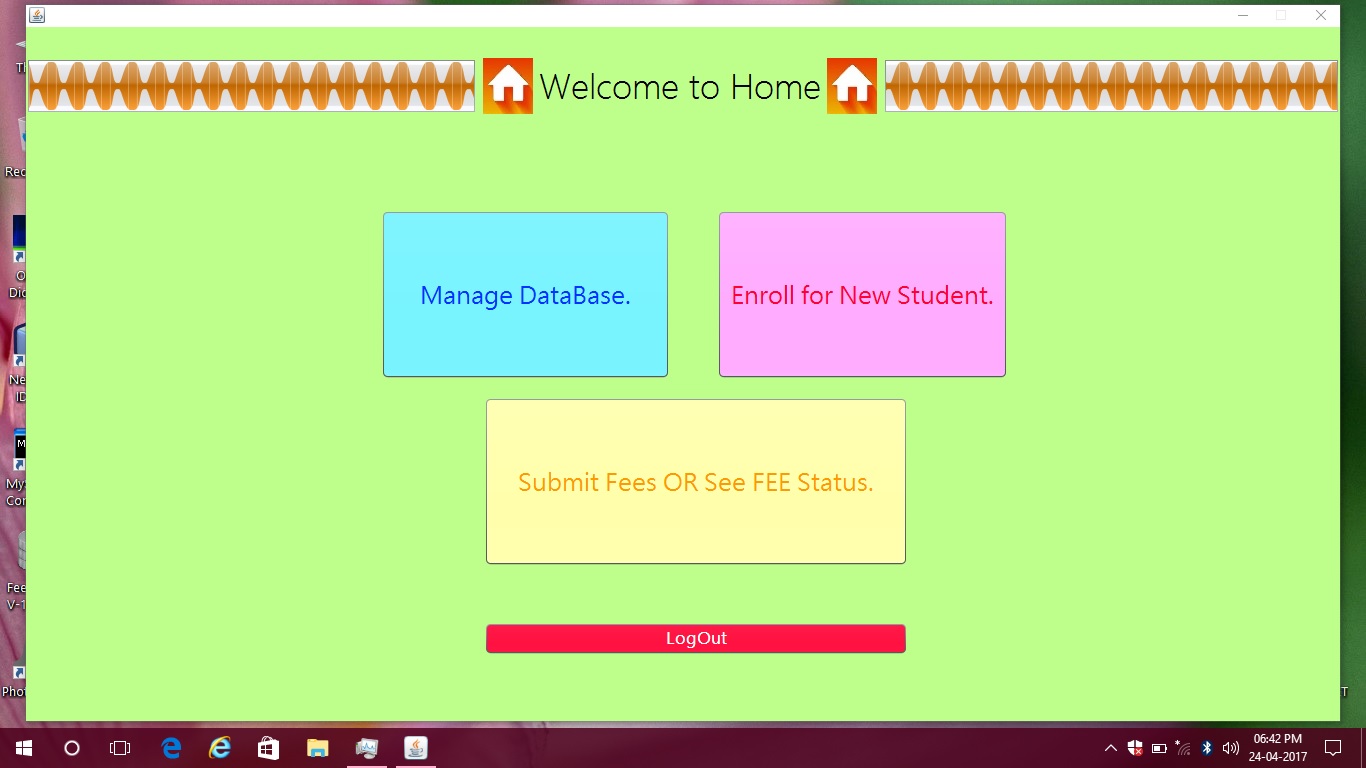 Welcome to Home
Manage DataBase.
Enroll for New Student.
Submit Fees OR See FEE Status.
LogOut
06:42 PM
24-04-2017